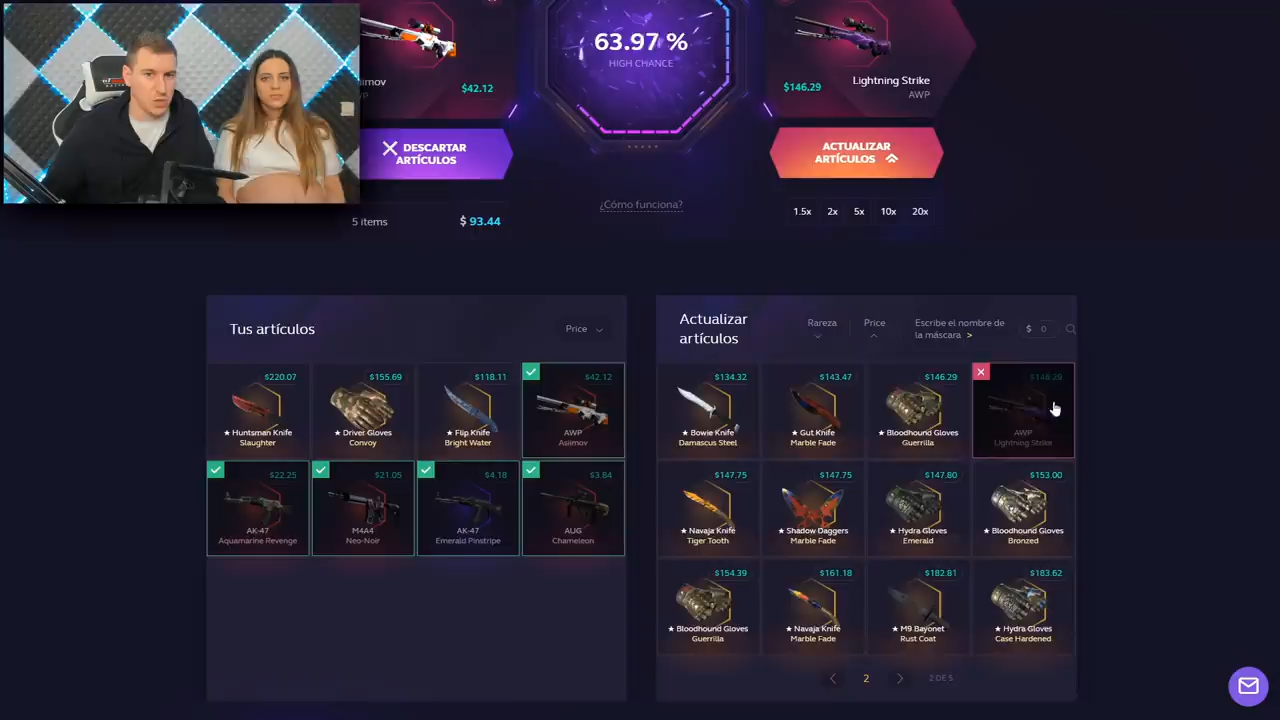 63.97 %
HIGH CHANCE
$42.12
$146.29
Lightning Strike
AWP
DESCARTAR
ARTÍCULOS
ACTUALIZAR
ARTÍCULOS
¿Cómo funciona?
1.5x 2x 5x 10x 20x
5 items
$ 93.44
Tus artículos
Price
Actualizar
artículos
Rareza
Price
Escribe el nombre de
la máscara >
$ 0
$220.07
★ Huntsman Knife
Slaughter
$155.69
★ Driver Gloves
Convoy
$118.11
★ Flip Knife
Bright Water
$42.12
AWP
Asiimov
$22.25
AK-47
Aquamarine Revenge
$21.05
M4A4
Neo-Noir
$4.18
AK-47
Emerald Pinstripe
$3.84
AUG
Chameleon
$134.32
★ Bowie Knife
Damascus Steel
$143.47
★ Gut Knife
Marble Fade
$146.29
★ Bloodhound Gloves
Guerrilla
$146.29
AWP
Lightning Strike
$147.75
★ Navaja Knife
Tiger Tooth
$147.75
★ Shadow Daggers
Marble Fade
$147.80
★ Hydra Gloves
Emerald
$153.00
★ Bloodhound Gloves
Bronzed
$154.39
★ Bloodhound Gloves
Guerrilla
$161.18
★ Navaja Knife
Marble Fade
$182.81
★ M9 Bayonet
Rust Coat
$183.62
★ Hydra Gloves
Case Hardened
2
2 DE 5